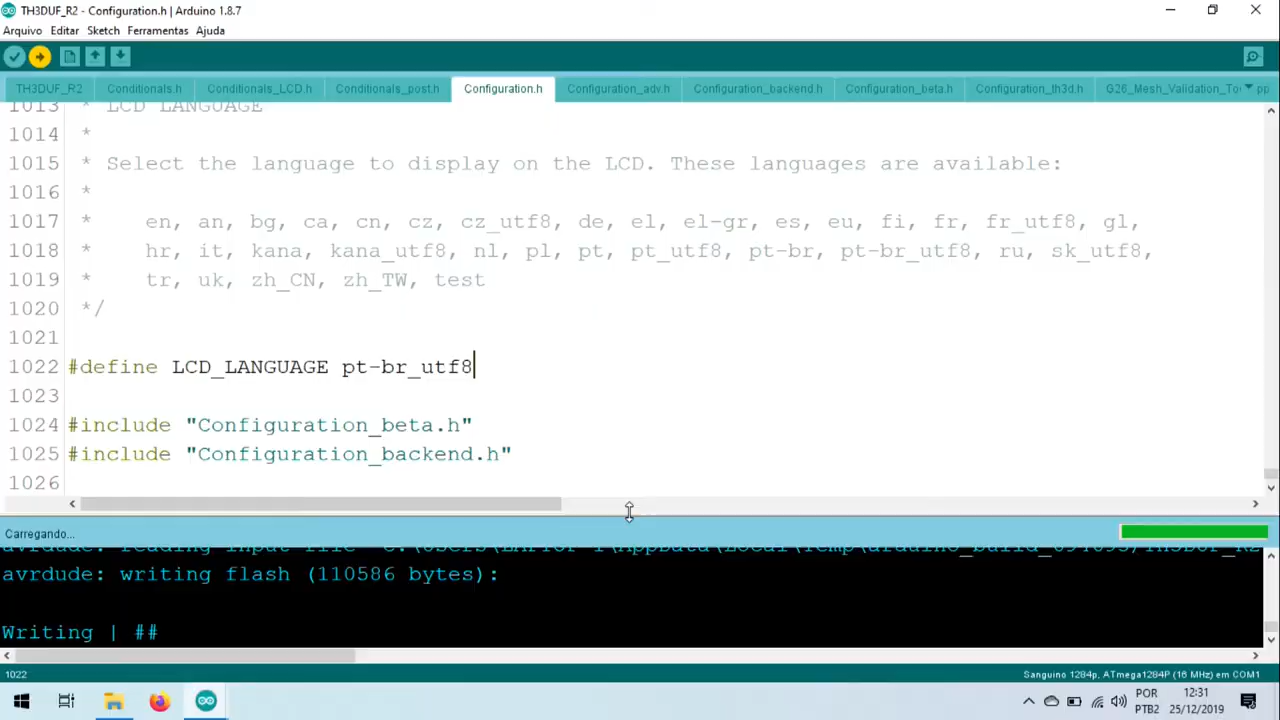 TH3DUF_R2 - Configuration.h | Arduino 1.8.7
Arquivo Editar Sketch Ferramentas Ajuda
TH3DUF_R2 Conditionals.h Conditionals_LCD.h Conditionals_post.h Configuration.h Configuration_adv.h Configuration_backend.h Configuration_beta.h Configuration_th3d.h G26_Mesh_Validation_To pp
1013 * LCD LANGUAGE
1014 *
1015 * Select the language to display on the LCD. These languages are available:
1016 *
1017 * en, an, bg, ca, cn, cz, cz_utf8, de, el, el-gr, es, eu, fi, fr, fr_utf8, gl,
1018 * hr, it, kana, kana_utf8, nl, pl, pt, pt_utf8, pt-br, pt-br_utf8, ru, sk_utf8,
1019 * tr, uk, zh_CN, zh_TW, test
1020 */
1021
1022 #define LCD_LANGUAGE pt-br_utf8
1023
1024 #include "Configuration_beta.h"
1025 #include "Configuration_backend.h"
1026
Carregando...
avrdude: reading input file
avrdude: writing flash (110586 bytes):
Writing | ##
1022 Sanguino 1284p, ATmega1284P (16 MHz) em COM1
POR 12:31
PTB2 25/12/2019